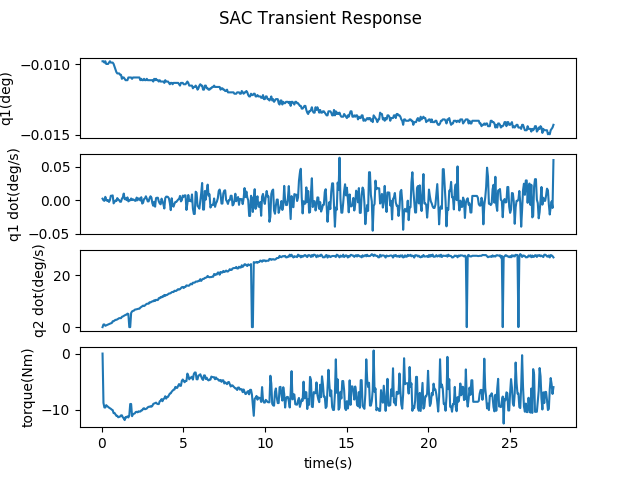 SAC Transient Response
q1(deg)
−0.010
−0.015
q1 dot(deg/s)
0.05
0.00
−0.05
q2 dot(deg/s)
20
0
torque(Nm)
0
−10
0 5 10 15 20 25
time(s)